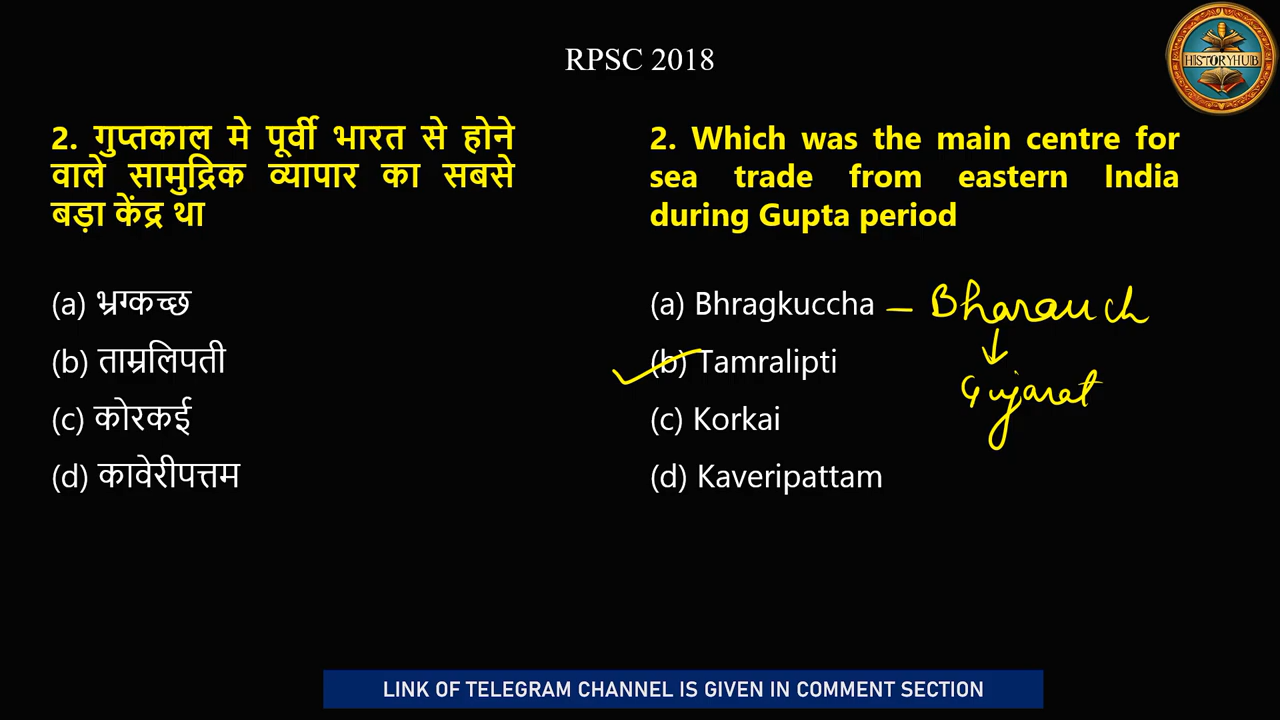 RPSC 2018
HISTORYHUB
2. गुप्तकाल मे पूर्वी भारत से होने
वाले सामुद्रिक व्यापार का सबसे
बड़ा केंद्र था
(a) भ्रग्कच्छ
(b) ताम्रलिपती
(c) कोरकई
(d) कावेरीपत्तम
2. Which was the main centre for
sea trade from eastern India
during Gupta period
(a) Bhragkuccha – Bharauch
(b) Tamralipti
Gujarat
(c) Korkai
(d) Kaveripattam
LINK OF TELEGRAM CHANNEL IS GIVEN IN COMMENT SECTION